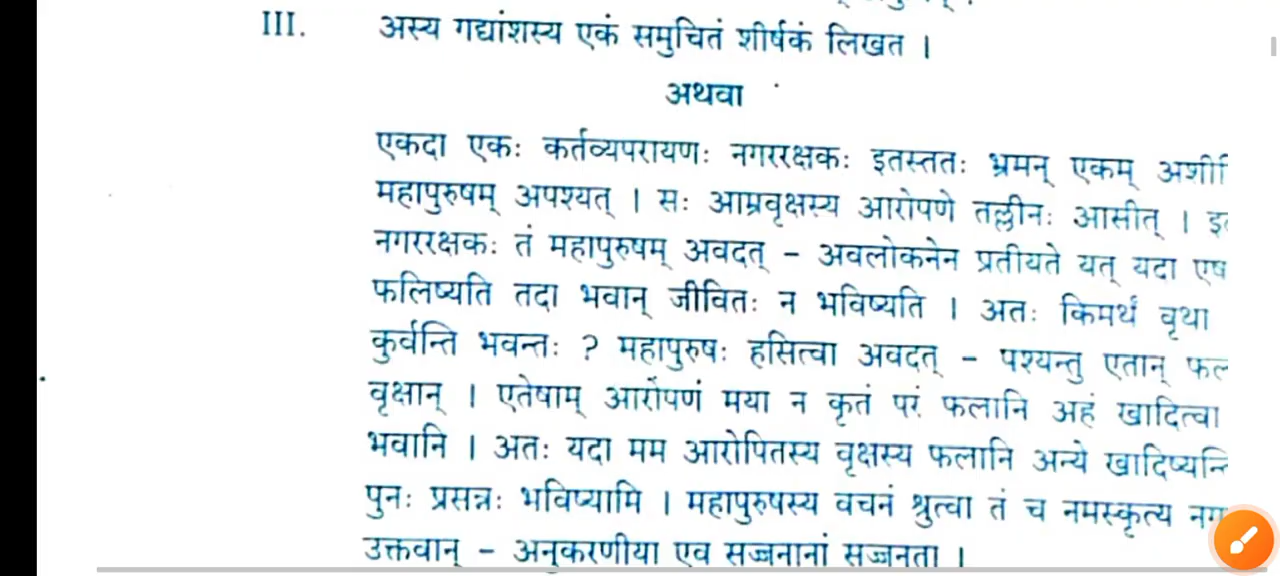 III. अस्य गद्यांशस्य एकं समुचितं शीर्षकं लिखत ।
अथवा
एकदा एकः कर्तव्यपरायणः नगररक्षकः इतस्ततः भ्रमन् एकम्
महापुरुषम् अपश्यत् । सः आम्रवृक्षस्य आरोपणे तल्लीनः आसीत् ।
नगररक्षकः तं महापुरुषम् अवदत् – अवलोकनेन प्रतीयते यत् यदा एष
फलिष्यति तदा भवान् जीवितः न भविष्यति । अतः किमर्थं वृथा
कुर्वन्ति भवन्तः ? महापुरुषः हसित्वा अवदत् – पश्यन्तु एतान् फल
वृक्षान् । एतेषाम् आरोपणं मया न कृतं परं फलानि अहं खादित्वा
भवानि । अतः यदा मम आरोपितस्य वृक्षस्य फलानि अन्ये
पुनः प्रसन्नः भविष्यामि । महापुरुषस्य वचनं श्रुत्वा तं च नमस्कृत्य
उक्तवान् – अनुकरणीया एव सज्जनानां सज्जनता ।